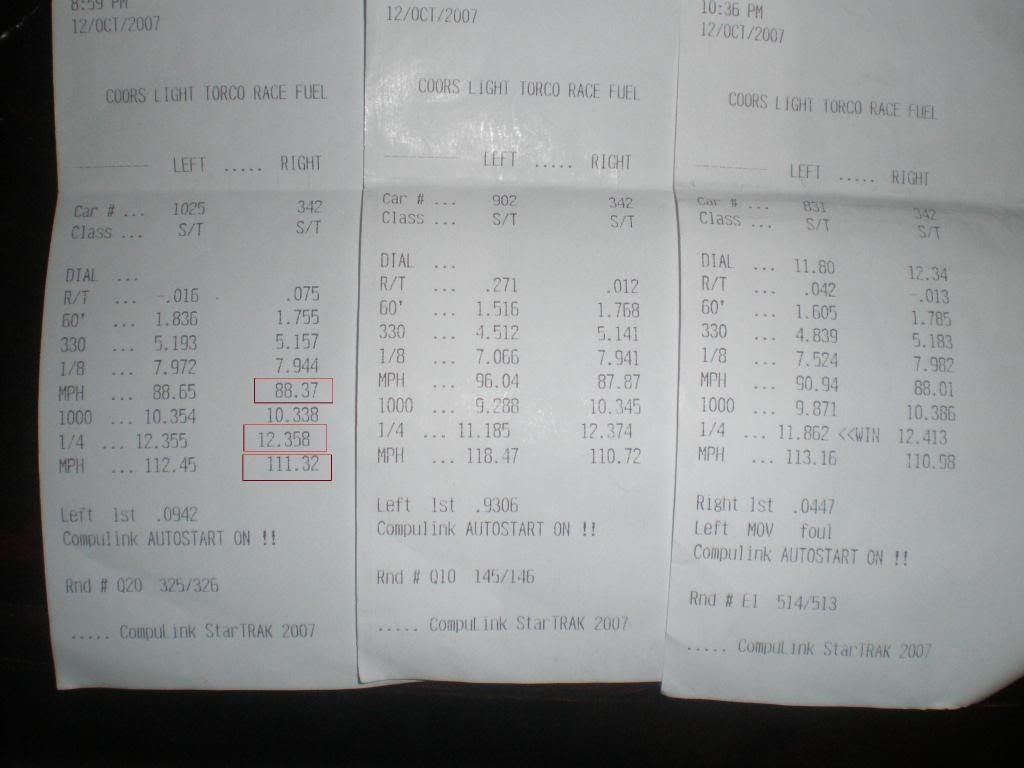 8:59 PM
12/OCT/2007
COORS LIGHT TORCO RACE FUEL
LEFT ..... RIGHT
Car # ... 1025 342
Class ... S/T S/T
DIAL ...
R/T ... -.016 .075
60' ... 1.836 1.755
330 ... 5.193 5.157
1/8 ... 7.972 7.944
MPH ... 88.65 88.37
1000 ... 10.354 10.338
1/4 ... 12.355 12.358
MPH ... 112.45 111.32
Left 1st .0942
Compulink AUTOSTART ON !!
Rnd # Q20 325/326
..... CompuLink StarTRAK 2007
12/OCT/2007
COORS LIGHT TORCO RACE FUEL
LEFT ..... RIGHT
Car # ... 902 342
Class ... S/T S/T
DIAL ...
R/T ... .271 .012
60' ... 1.516 1.768
330 ... 4.512 5.141
1/8 ... 7.066 7.941
MPH ... 96.04 87.87
1000 ... 9.288 10.345
1/4 ... 11.185 12.374
MPH ... 118.47 110.72
Left 1st .9306
Compulink AUTOSTART ON !!
Rnd # Q10 145/146
..... CompuLink StarTRAK 2007
10:36 PM
12/OCT/2007
COORS LIGHT TORCO RACE FUEL
LEFT ..... RIGHT
Car # ... 831 342
Class ... S/T S/T
DIAL ... 11.80 12.34
R/T ... .042 -.013
60' ... 1.605 1.785
330 ... 4.839 5.183
1/8 ... 7.524 7.982
MPH ... 90.94 88.01
1000 ... 9.871 10.386
1/4 ... 11.862 <<WIN 12.413
MPH ... 113.16 110.98
Right 1st .0447
Left MOV foul
Compulink AUTOSTART ON !!
Rnd # E1 514/513
..... CompuLink StarTRAK 2007